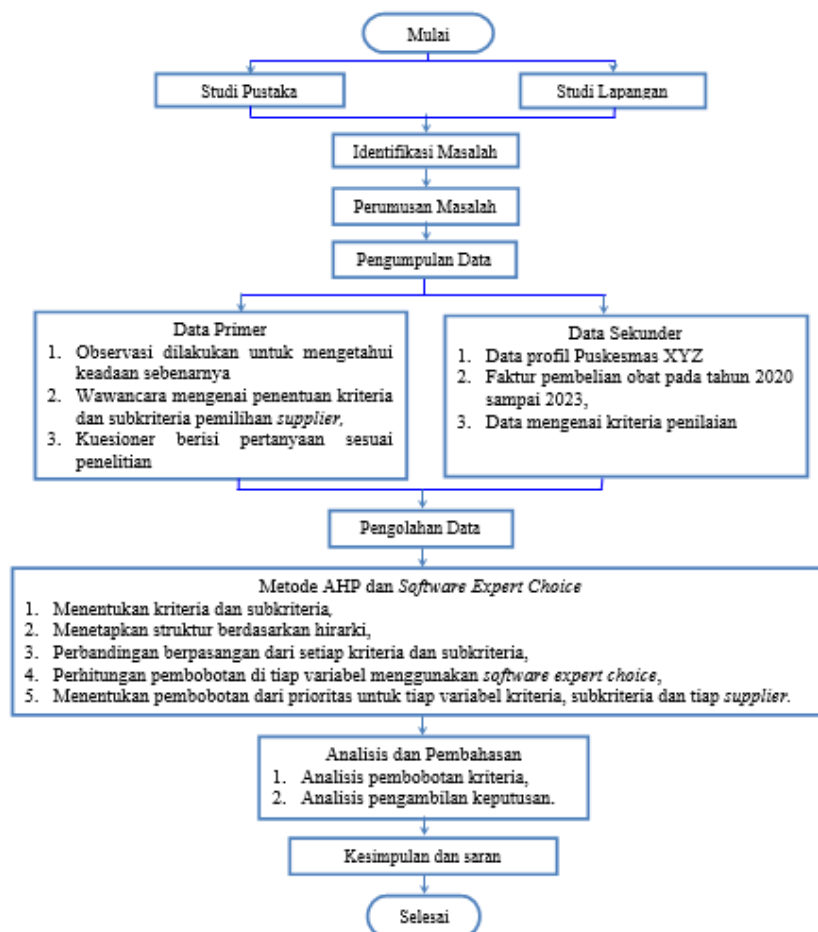 Mulai
Studi Pustaka
Studi Lapangan
Identifikasi Masalah
Perumusan Masalah
Pengumpulan Data
Data Primer
1. Observasi dilakukan untuk mengetahui
keadaan sebenarnya
2. Wawancara mengenai penentuan kriteria
dan subkriteria pemilihan supplier,
3. Kuesioner berisi pertanyaan sesuai
penelitian
Data Sekunder
1. Data profil Puskesmas XYZ
2. Faktur pembelian obat pada tahun 2020
sampai 2023,
3. Data mengenai kriteria penilaian
Pengolahan Data
Metode AHP dan Software Expert Choice
1. Menentukan kriteria dan subkriteria,
2. Menetapkan struktur berdasarkan hirarki,
3. Perbandingan berpasangan dari setiap kriteria dan subkriteria,
4. Perhitungan pembobotan di tiap variabel menggunakan software expert choice,
5. Menentukan pembobotan dari prioritas untuk tiap variabel kriteria, subkriteria dan tiap supplier.
Analisis dan Pembahasan
1. Analisis pembobotan kriteria,
2. Analisis pengambilan keputusan.
Kesimpulan dan saran
Selesai